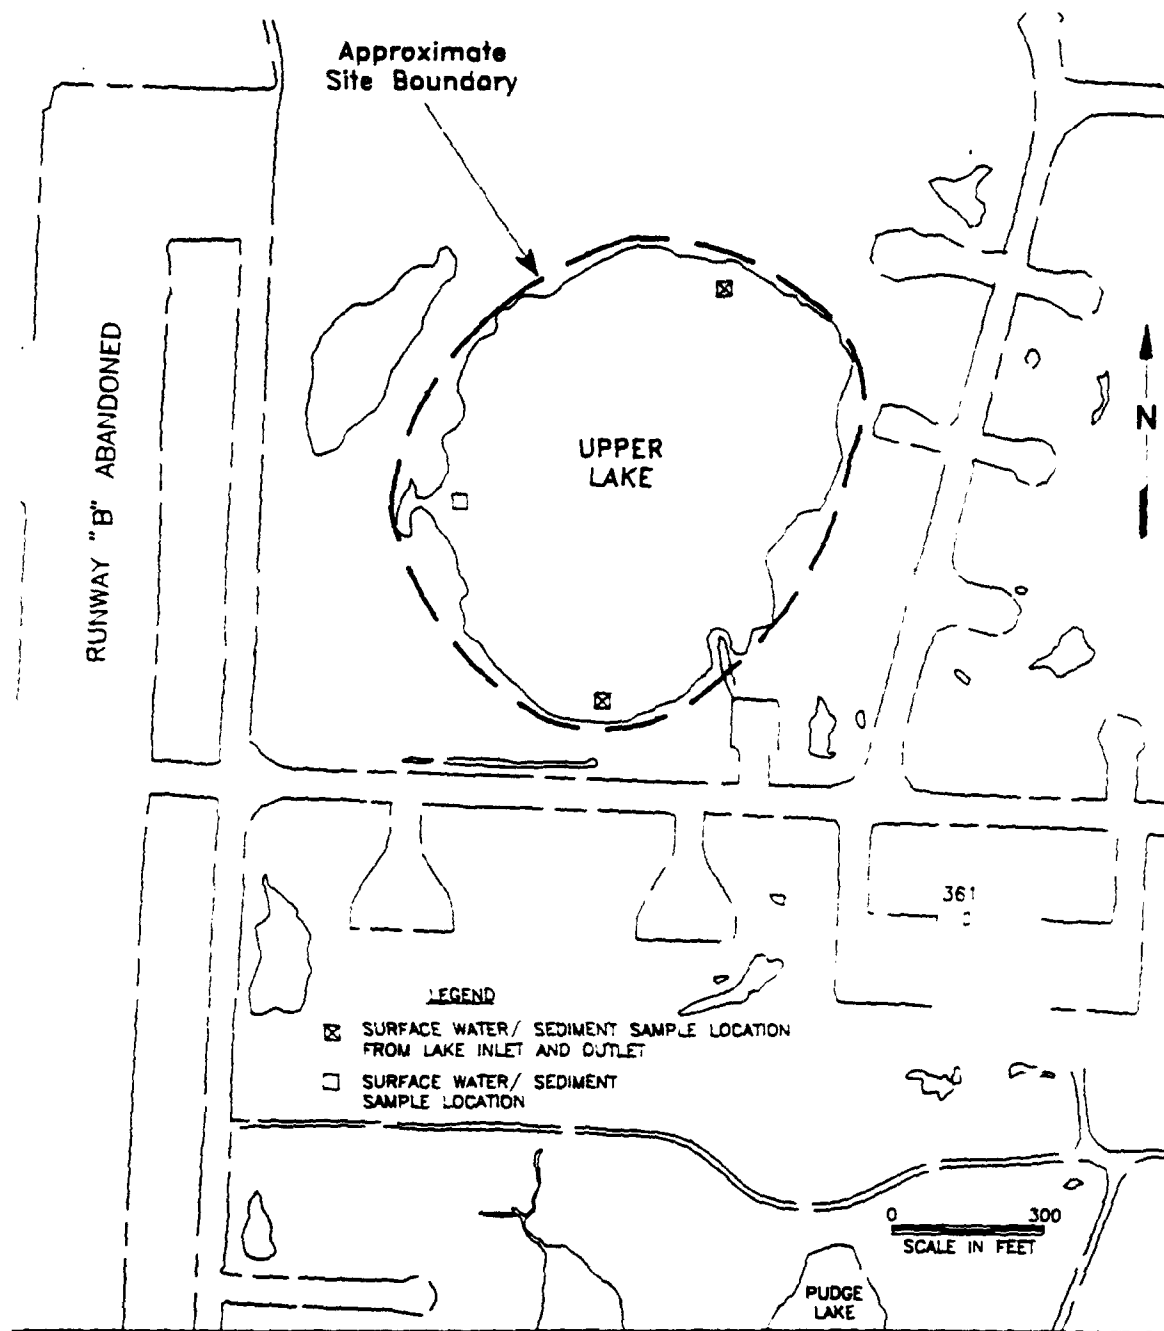 Approximate
Site Boundary
RUNWAY "B" ABANDONED
UPPER
LAKE
N
361
LEGEND
SURFACE WATER/ SEDIMENT SAMPLE LOCATION
FROM LAKE INLET AND OUTLET
SURFACE WATER/ SEDIMENT
SAMPLE LOCATION
0 300
SCALE IN FEET
PUDGE
LAKE